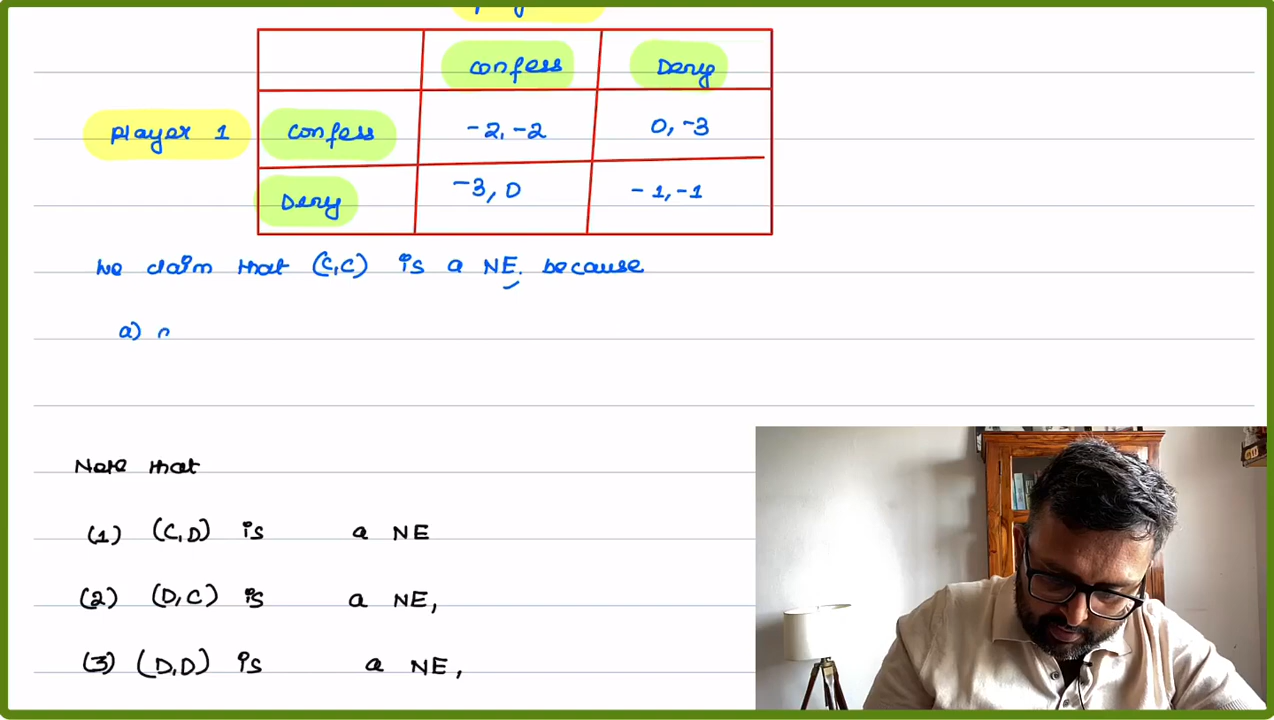 Confess Deny
Player 1 Confess -2, -2 0, -3
Deny -3, 0 -1, -1
We claim that (C,C) is a NE. because
a)
Note that
(1) (C,D) is a NE
(2) (D,C) is a NE,
(3) (D,D) is a NE,